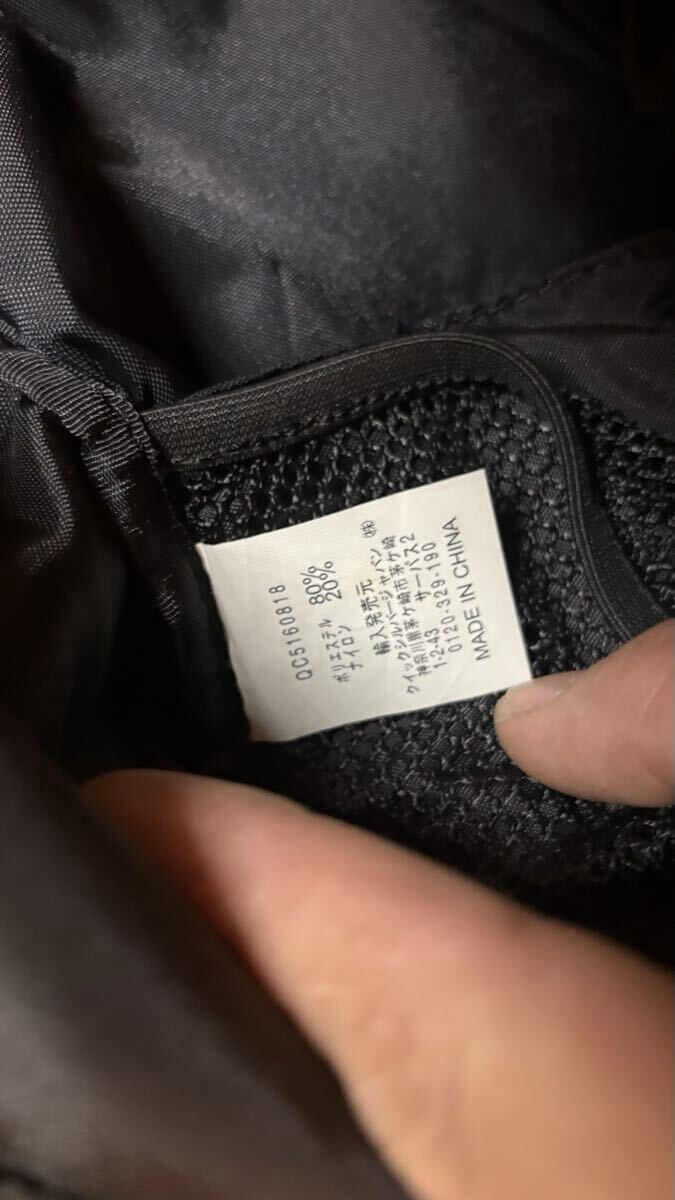 QC5160818
ポリエステル 80%
ナイロン 20%
輸入発売元
クイックシルバージャパン㈱
神奈川県茅ケ崎市茅ケ崎
1-2-43 サーパス2
0120-329-190
MADE IN CHINA